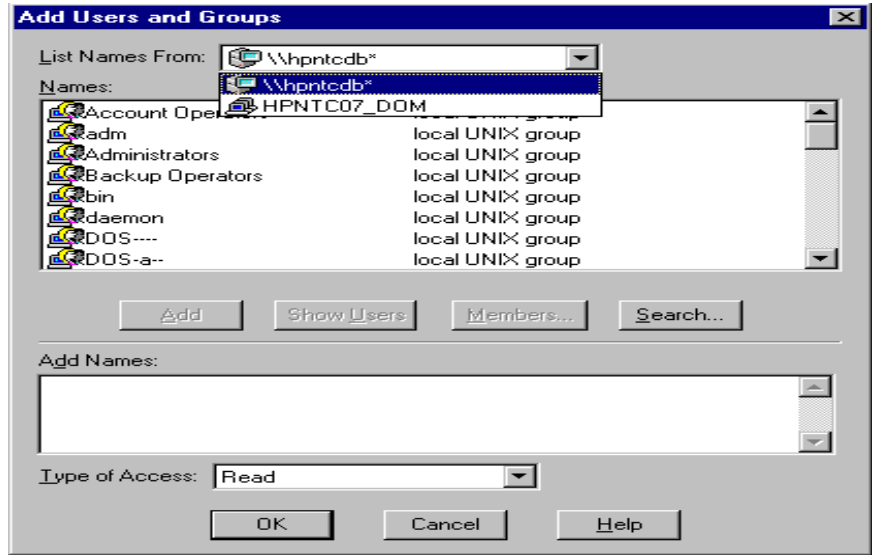 Add Users and Groups
List Names From: \\hpntcdb*
\\hpntcdb*
Names:
HPNTC07_DOM
Account Oper
adm local UNIX group
Administrators local UNIX group
Backup Operators local UNIX group
bin local UNIX group
daemon local UNIX group
DOS---- local UNIX group
DOS-a-- local UNIX group
Add Show Users Members... Search...
Add Names:
Type of Access: Read
OK Cancel Help